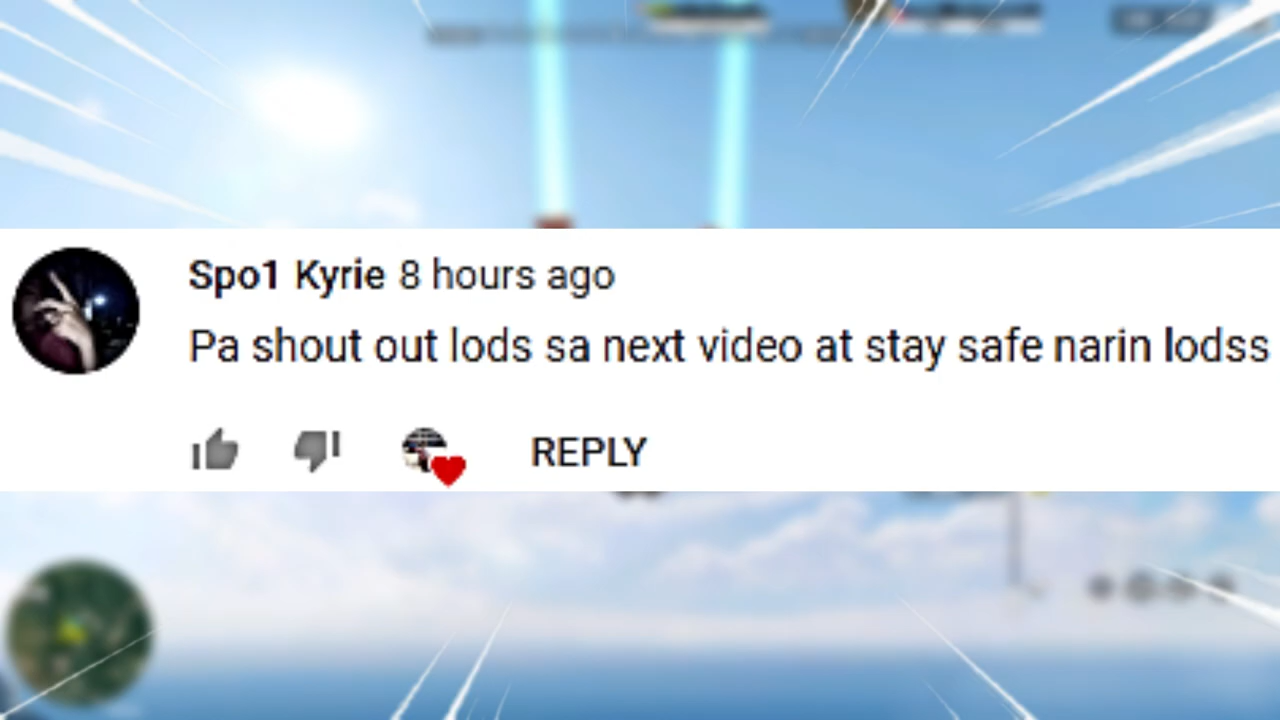 Spo1 Kyrie 8 hours ago
Pa shout out lods sa next video at stay safe narin lodss
REPLY